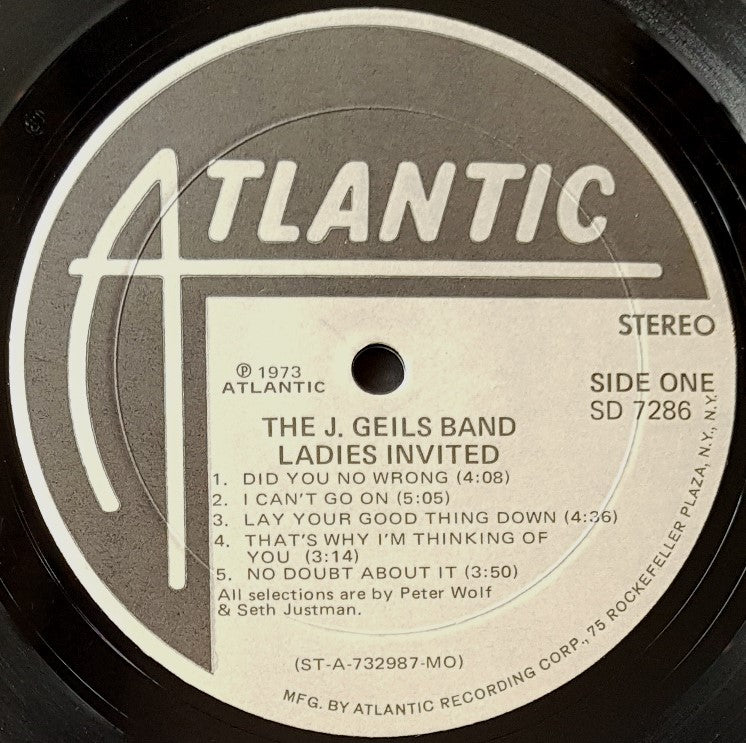 ATLANTIC
STEREO
℗ 1973
ATLANTIC
SIDE ONE
SD 7286
THE J. GEILS BAND
LADIES INVITED
1. DID YOU NO WRONG (4:08)
2. I CAN'T GO ON (5:05)
3. LAY YOUR GOOD THING DOWN (4:36)
4. THAT'S WHY I'M THINKING OF
YOU (3:14)
5. NO DOUBT ABOUT IT (3:50)
All selections are by Peter Wolf
& Seth Justman.
(ST-A-732987-MO)
MFG. BY ATLANTIC RECORDING CORP., 75 ROCKEFELLER PLAZA, N.Y., N.Y.